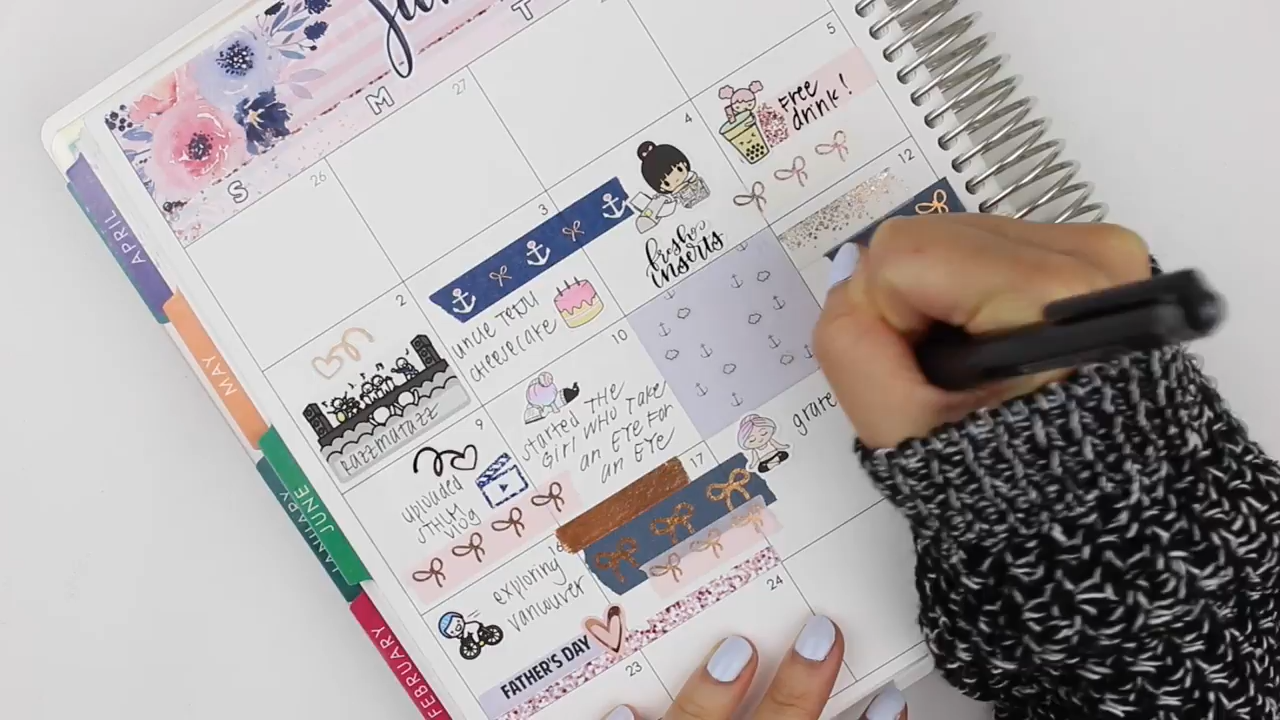 S
M
T
26
27
5
Free
drink!
2
3
4
12
fresh
inserts
RAZZMATAZZ
uncle TETSU
CHEESECAKE
9
10
uploaded
VLOG
started THE
GIRL WHO TAKE
an EYE FOR
an EYE
17
grate
16
exploring
VANCOUVER
FATHER'S DAY
23
24
APRIL
MAY
JUNE
JANUARY
FEBRUARY